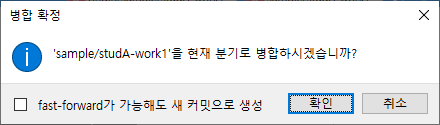 병합 확정
'sample/studA-work1'을 현재 분기로 병합하시겠습니까?
fast-forward가 가능해도 새 커밋으로 생성
확인
취소